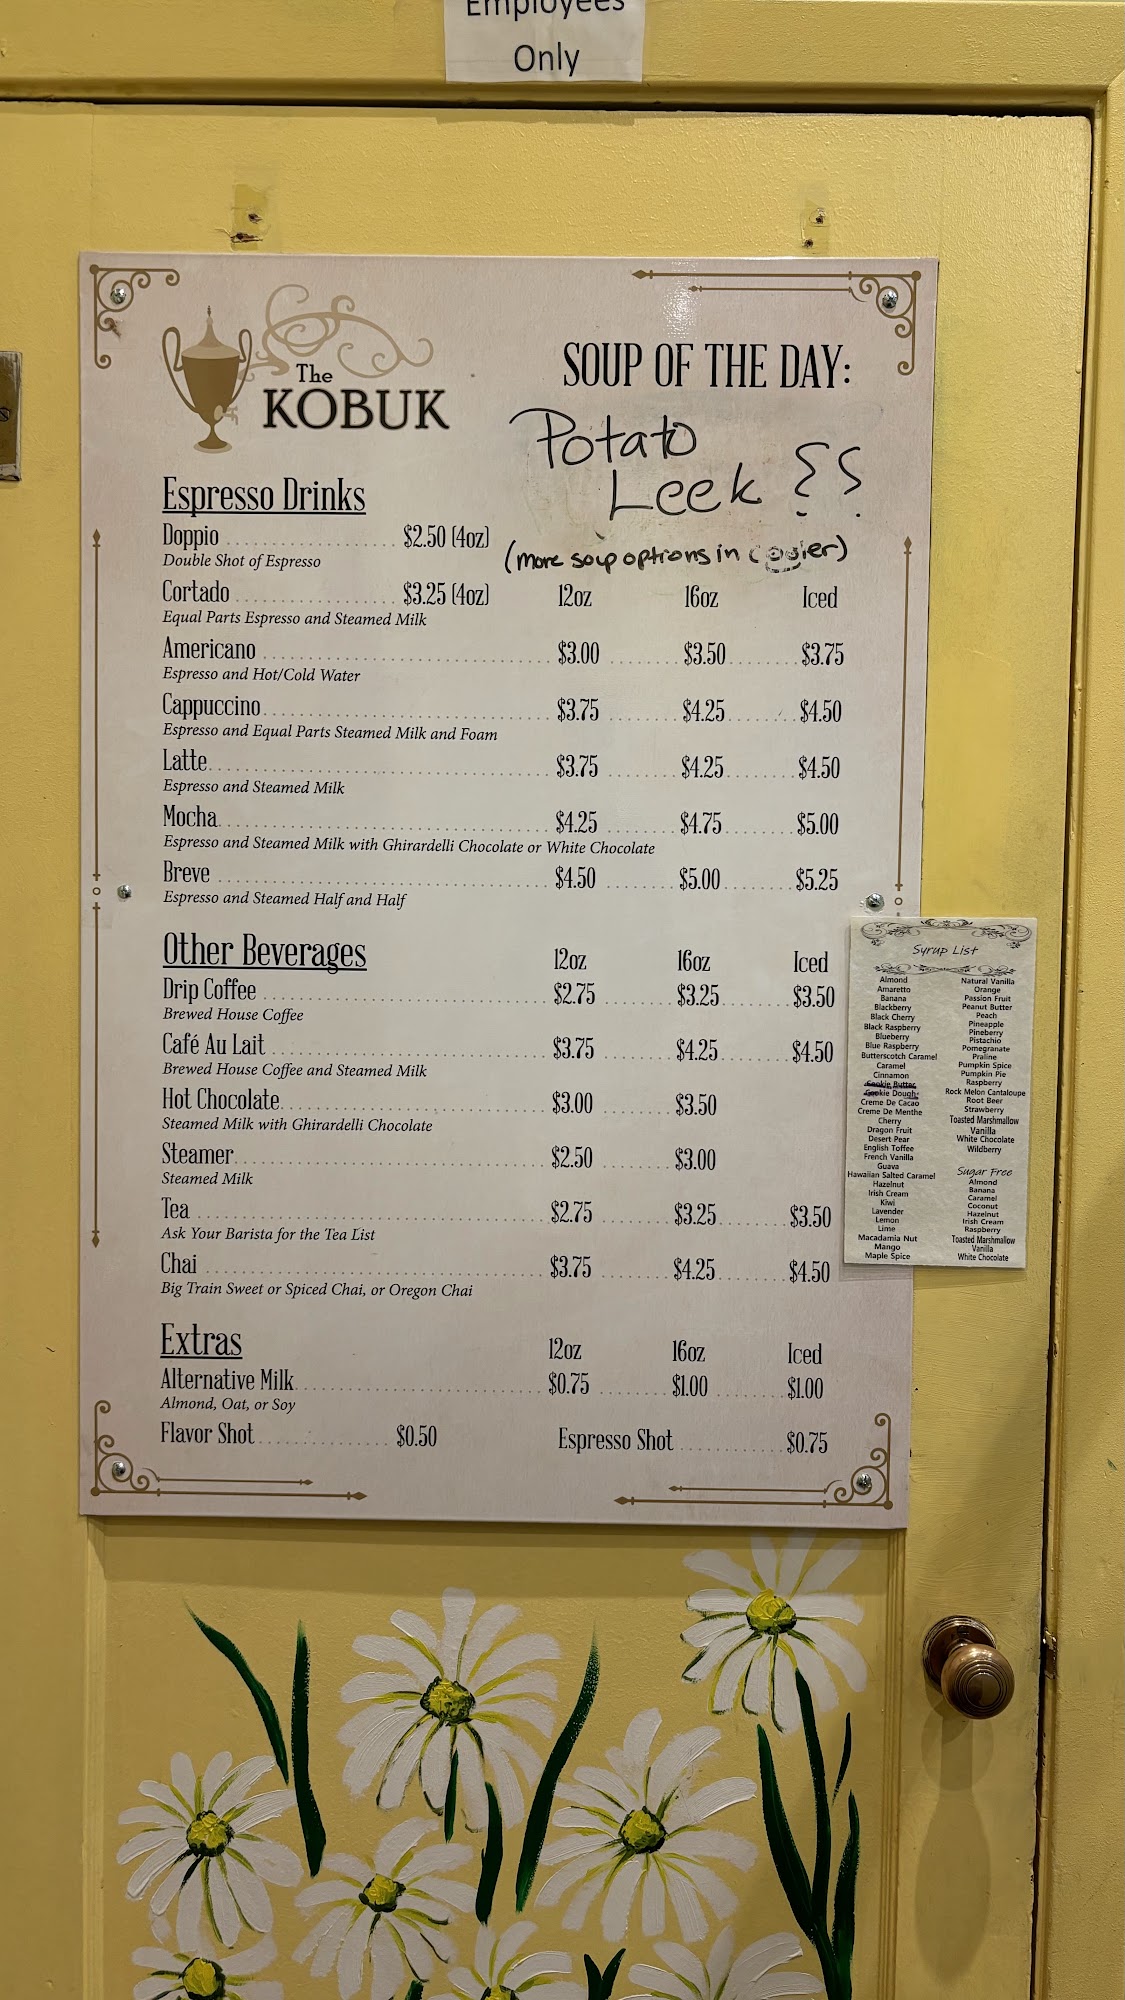 Employees
Only
The
KOBUK
SOUP OF THE DAY:
Potato
Leek
(more soup options in cooler)
Espresso Drinks
Doppio $2.50 (4oz)
Double Shot of Espresso
Cortado $3.25 (4oz) 12oz 16oz Iced
Equal Parts Espresso and Steamed Milk
Americano $3.00 $3.50 $3.75
Espresso and Hot/Cold Water
Cappuccino $3.75 $4.25 $4.50
Espresso and Equal Parts Steamed Milk and Foam
Latte $3.75 $4.25 $4.50
Espresso and Steamed Milk
Mocha $4.25 $4.75 $5.00
Espresso and Steamed Milk with Ghirardelli Chocolate or White Chocolate
Breve $4.50 $5.00 $5.25
Espresso and Steamed Half and Half
Other Beverages 12oz 16oz Iced
Drip Coffee $2.75 $3.25 $3.50
Brewed House Coffee
Café Au Lait $3.75 $4.25 $4.50
Brewed House Coffee and Steamed Milk
Hot Chocolate $3.00 $3.50
Steamed Milk with Ghirardelli Chocolate
Steamer $2.50 $3.00
Steamed Milk
Tea $2.75 $3.25 $3.50
Ask Your Barista for the Tea List
Chai $3.75 $4.25 $4.50
Big Train Sweet or Spiced Chai, or Oregon Chai
Extras 12oz 16oz Iced
Alternative Milk $0.75 $1.00 $1.00
Almond, Oat, or Soy
Flavor Shot $0.50 Espresso Shot $0.75
Syrup List
Almond
Amaretto
Banana
Blackberry
Black Cherry
Black Raspberry
Blueberry
Blue Raspberry
Butterscotch Caramel
Caramel
Cinnamon
Cookie Butter
Cookie Dough
Creme De Cacao
Creme De Menthe
Cherry
Dragon Fruit
Desert Pear
English Toffee
French Vanilla
Guava
Hawaiian Salted Caramel
Hazelnut
Irish Cream
Kiwi
Lavender
Lemon
Lime
Macadamia Nut
Mango
Maple Spice
Natural Vanilla
Orange
Passion Fruit
Peanut Butter
Peach
Pineapple
Pineberry
Pistachio
Pomegranate
Praline
Pumpkin Spice
Pumpkin Pie
Raspberry
Rock Melon Cantaloupe
Root Beer
Strawberry
Toasted Marshmallow
Vanilla
White Chocolate
Wildberry
Sugar Free
Almond
Banana
Caramel
Coconut
Hazelnut
Irish Cream
Raspberry
Toasted Marshmallow
Vanilla
White Chocolate